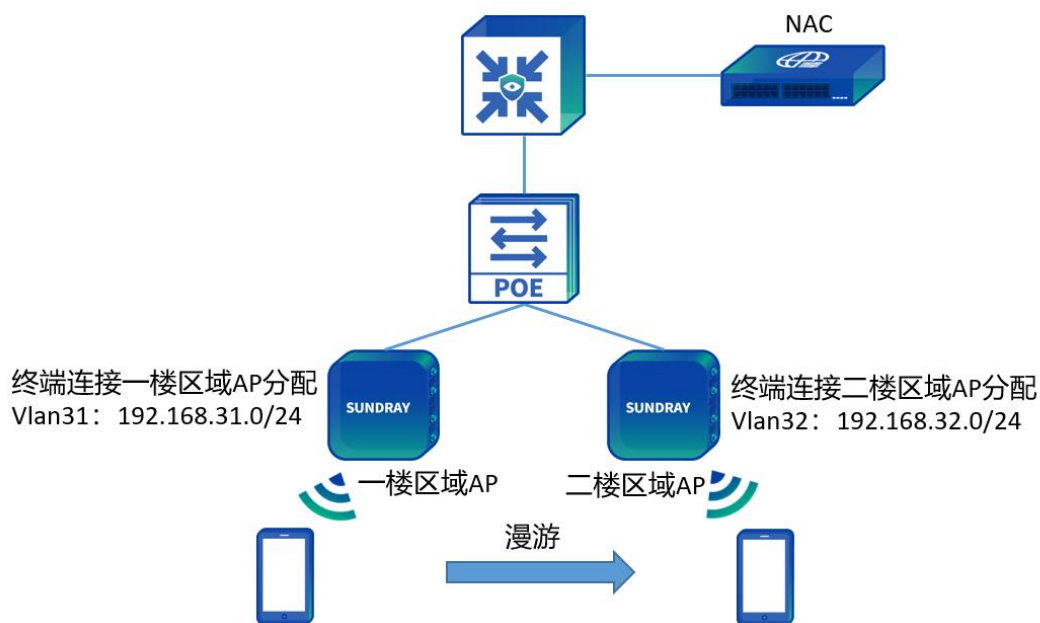 NAC
POE
终端连接一楼区域AP分配
Vlan31：192.168.31.0/24
SUNDRAY
SUNDRAY
终端连接二楼区域AP分配
Vlan32：192.168.32.0/24
一楼区域AP
二楼区域AP
漫游